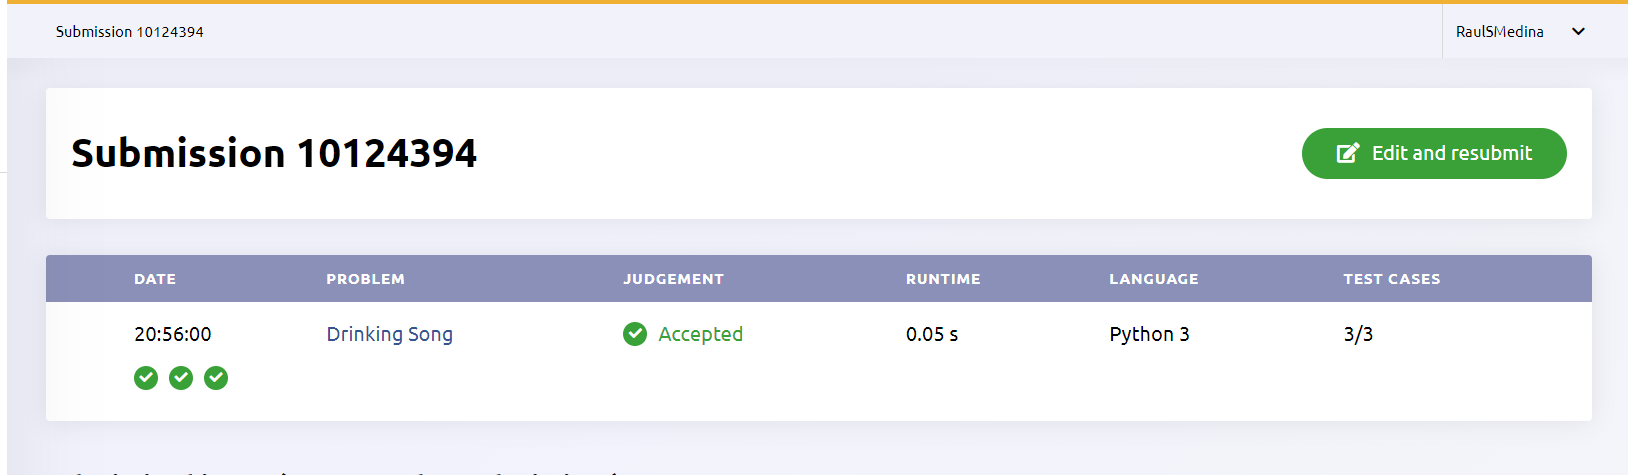 Submission 10124394
RaulSMedina
Submission 10124394
Edit and resubmit
DATE PROBLEM JUDGEMENT RUNTIME LANGUAGE TEST CASES
20:56:00 Drinking Song Accepted 0.05 s Python 3 3/3